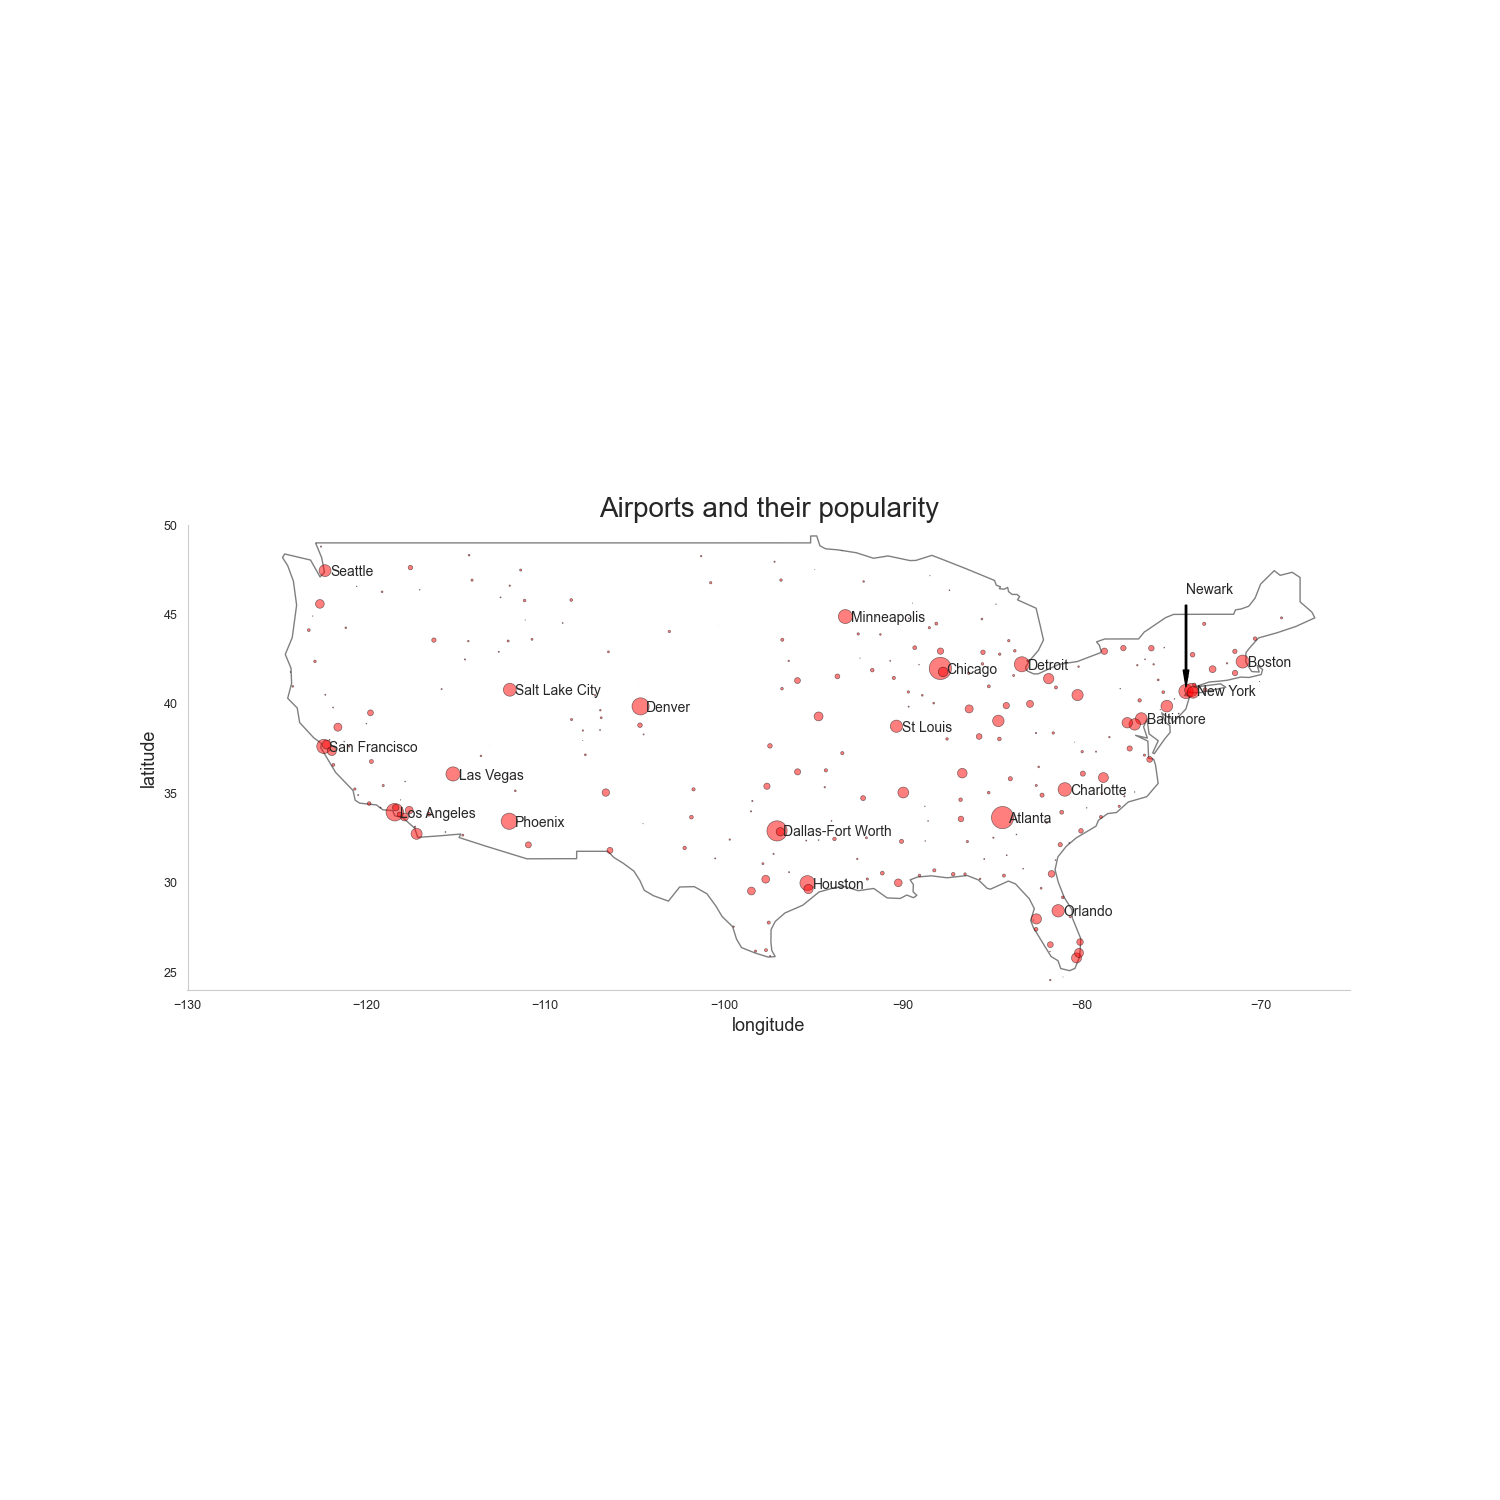 Airports and their popularity
50
45
40
35
30
25
latitude
Seattle
Newark
Minneapolis
Boston
Chicago
Detroit
Salt Lake City
New York
Denver
Baltimore
St Louis
San Francisco
Las Vegas
Charlotte
Los Angeles
Phoenix
Atlanta
Dallas-Fort Worth
Houston
Orlando
−130
−120
−110
−100
−90
−80
−70
longitude